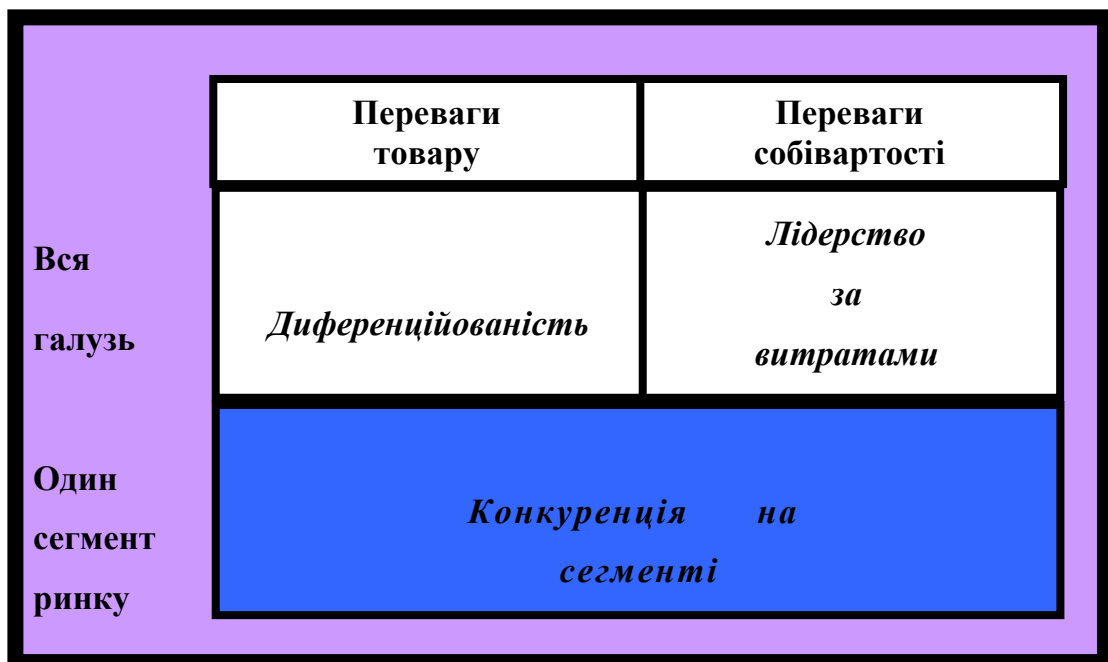 Переваги
товару
Переваги
собівартості
Вся
галузь
Диференційованість
Лідерство
за
витратами
Один
сегмент
ринку
Конкуренція на
сегменті